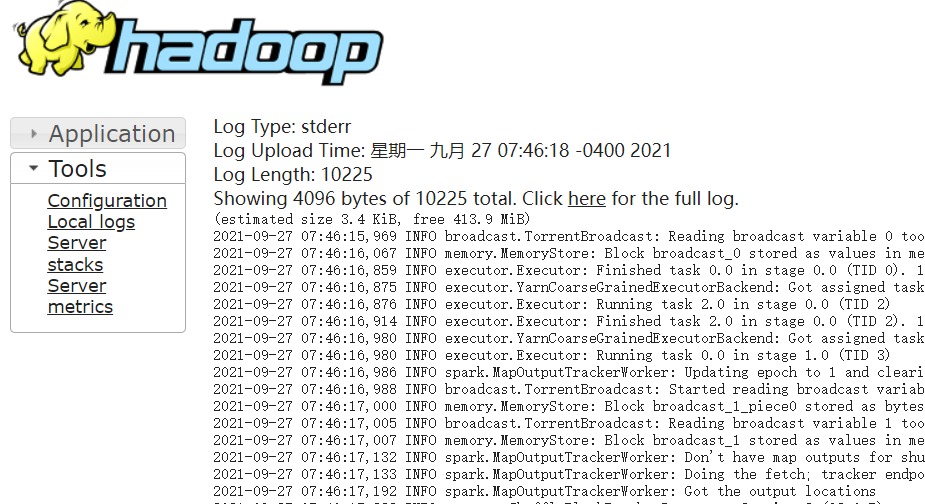 hadoop
Application
Tools
Configuration
Local logs
Server
stacks
Server
metrics
Log Type: stderr
Log Upload Time: 星期一 九月 27 07:46:18 -0400 2021
Log Length: 10225
Showing 4096 bytes of 10225 total. Click here for the full log.
(estimated size 3.4 KiB, free 413.9 MiB)
2021-09-27 07:46:15,969 INFO broadcast.TorrentBroadcast: Reading broadcast variable 0 too
2021-09-27 07:46:16,067 INFO memory.MemoryStore: Block broadcast_0 stored as values in me
2021-09-27 07:46:16,859 INFO executor.Executor: Finished task 0.0 in stage 0.0 (TID 0). 1
2021-09-27 07:46:16,875 INFO executor.YarnCoarseGrainedExecutorBackend: Got assigned task
2021-09-27 07:46:16,876 INFO executor.Executor: Running task 2.0 in stage 0.0 (TID 2)
2021-09-27 07:46:16,914 INFO executor.Executor: Finished task 2.0 in stage 0.0 (TID 2). 1
2021-09-27 07:46:16,980 INFO executor.YarnCoarseGrainedExecutorBackend: Got assigned task
2021-09-27 07:46:16,980 INFO executor.Executor: Running task 0.0 in stage 1.0 (TID 3)
2021-09-27 07:46:16,986 INFO spark.MapOutputTrackerWorker: Updating epoch to 1 and cleari
2021-09-27 07:46:16,988 INFO broadcast.TorrentBroadcast: Started reading broadcast variab
2021-09-27 07:46:17,000 INFO memory.MemoryStore: Block broadcast_1_piece0 stored as bytes
2021-09-27 07:46:17,005 INFO broadcast.TorrentBroadcast: Reading broadcast variable 1 too
2021-09-27 07:46:17,007 INFO memory.MemoryStore: Block broadcast_1 stored as values in me
2021-09-27 07:46:17,132 INFO spark.MapOutputTrackerWorker: Don't have map outputs for shu
2021-09-27 07:46:17,133 INFO spark.MapOutputTrackerWorker: Doing the fetch; tracker endpo
2021-09-27 07:46:17,192 INFO spark.MapOutputTrackerWorker: Got the output locations